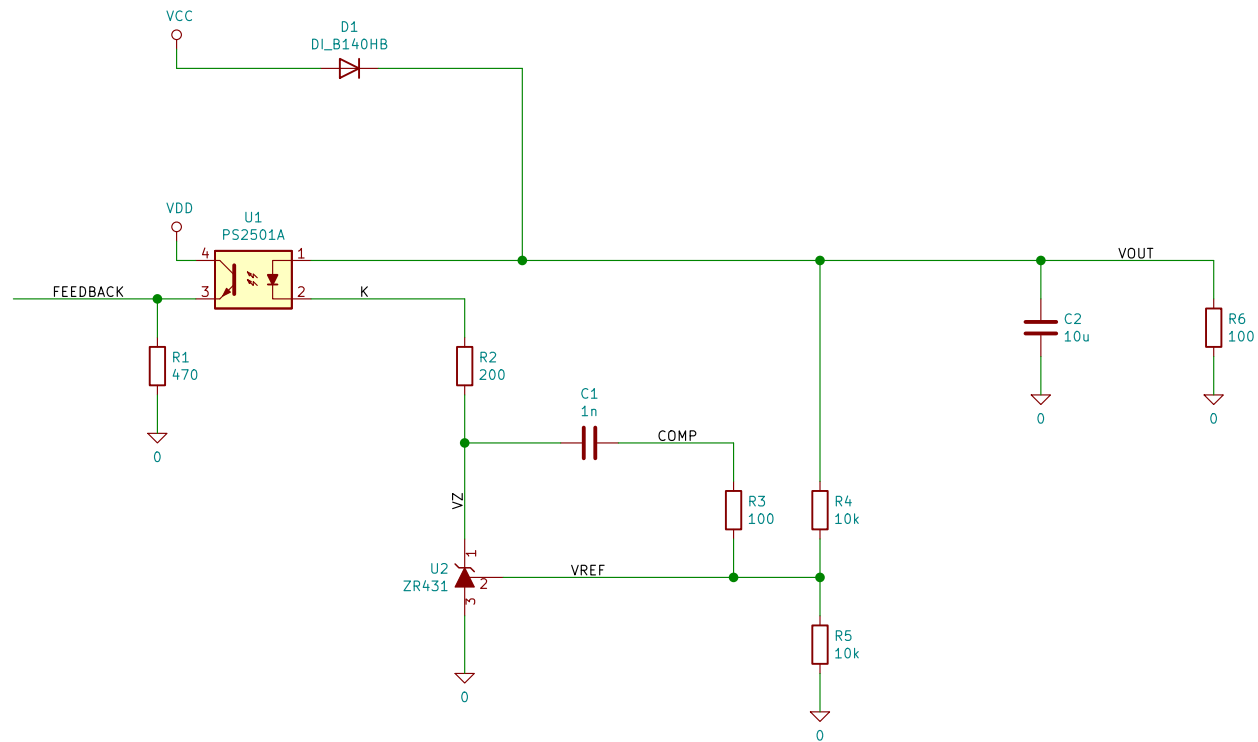 VCC
D1
DI_B140HB
VDD
U1
PS2501A
4
1
3
2
FEEDBACK
K
VOUT
R1
470
0
R2
200
C1
1n
COMP
VZ
R3
100
R4
10k
C2
10u
0
R6
100
0
U2
ZR431
1
2
3
VREF
0
R5
10k
0